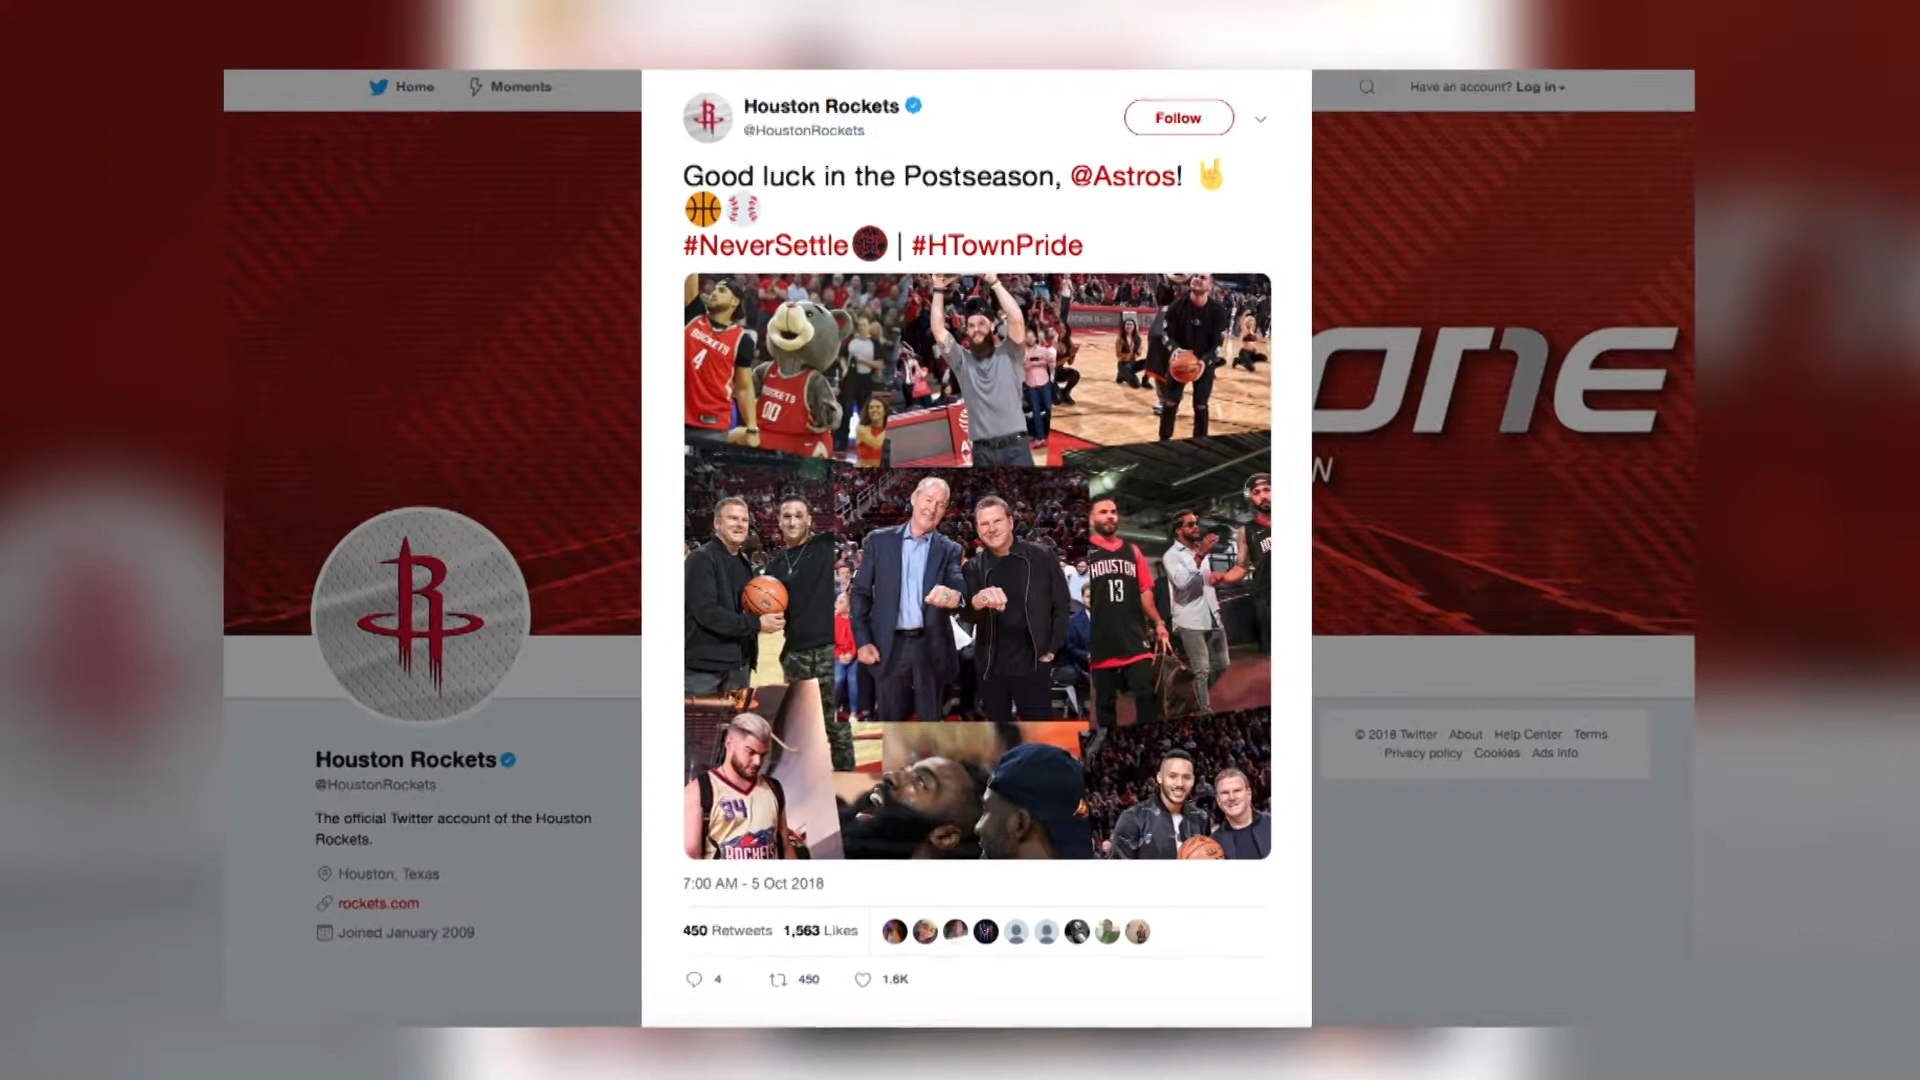 Home
Moments
Have an account? Log in
Houston Rockets
@HoustonRockets
Follow
Good luck in the Postseason, @Astros! 🤘
🏀⚾
#NeverSettle | #HTownPride
ROCKETS
4
ROCKETS
00
HOUSTON
13
34
ROCKETS
ONE
N
7:00 AM - 5 Oct 2018
450 Retweets 1,563 Likes
4
450
1.6K
Houston Rockets
@HoustonRockets
The official Twitter account of the Houston
Rockets.
Houston, Texas
rockets.com
Joined January 2009
© 2018 Twitter About Help Center Terms
Privacy policy Cookies Ads info